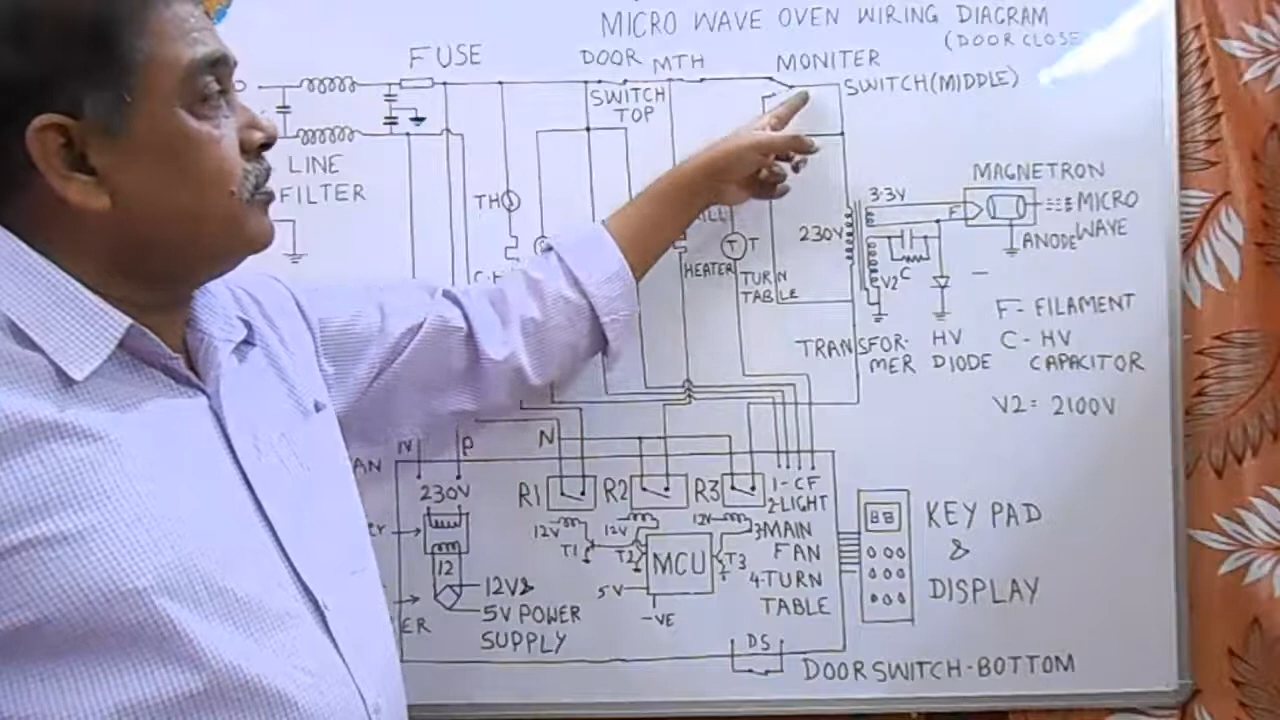 MICRO WAVE OVEN WIRING DIAGRAM
(DOOR CLOSE
FUSE
DOOR
SWITCH
TOP
MTH
MONITER
SWITCH(MIDDLE)
LINE
FILTER
TH
HEATER
T
T
TURN
TABLE
230V
3·3V
F
MAGNETRON
MICRO
WAVE
ANODE
V2
C
TRANSFOR-
MER
HV
DIODE
F - FILAMENT
C - HV
CAPACITOR
V2 = 2100V
N
P
N
AN
230V
12
12V&
5V POWER
SUPPLY
ER
R1
R2
R3
12V
12V
12V
T1
T2
T3
MCU
5V
-VE
1-CF
2-LIGHT
3MAIN
FAN
4-TURN
TABLE
88
KEY PAD
&
DISPLAY
DS
DOOR SWITCH-BOTTOM